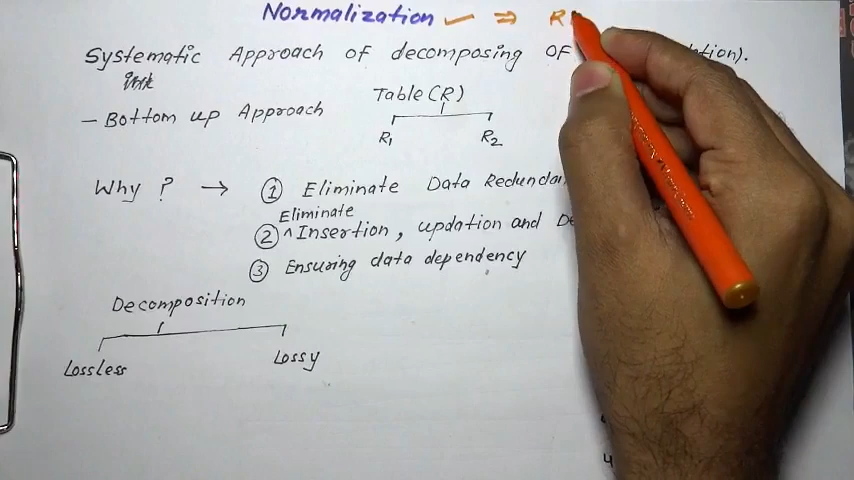 Normalization ✓ ⇒ R
Systematic Approach of decomposing OF tion).
- Bottom up Approach
Table (R)
R1 R2
Why ? → ① Eliminate Data Redundan
Eliminate
② ^ Insertion, updation and De
③ Ensuring data dependency
Decomposition
Lossless Lossy